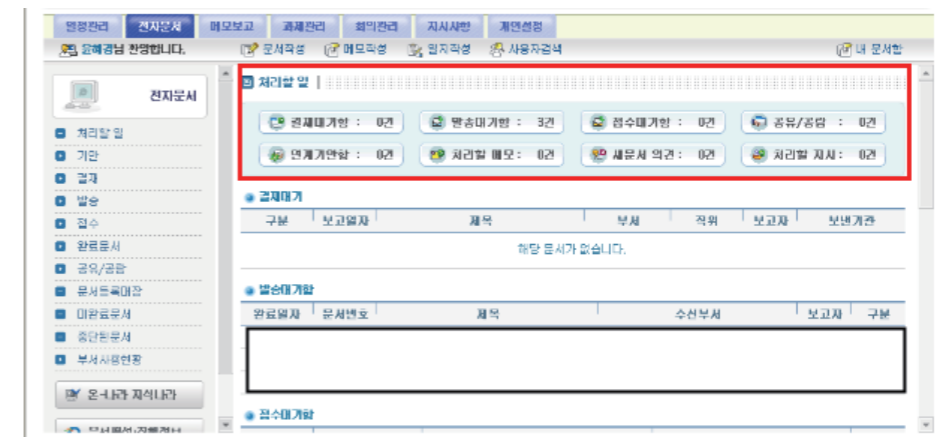 일정관리 전자문서 메모보고 과제관리 회의관리 지시사항 개인설정
윤혜경님 환영합니다. 문서작성 메모작성 일지작성 사용자검색 내 문서함
전자문서
처리할 일
기안
결재
발송
접수
완료문서
공유/공람
문서등록대장
미완료문서
중단된문서
부서사용현황
온-나라 지식나라
처리할 일
결재대기함 : 0건 발송대기함 : 3건 접수대기함 : 0건 공유/공람 : 0건
연계기안함 : 0건 처리할 메모 : 0건 새문서 의견 : 0건 처리할 지시 : 0건
결재대기
구분 보고일자 제목 부서 직위 보고자 보낸기관
해당 문서가 없습니다.
발송대기함
완료일자 문서번호 제목 수신부서 보고자 구분
접수대기함